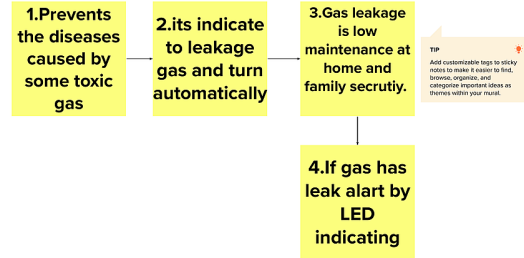 1.Prevents
the diseases
caused by
some toxic
gas
2.its indicate
to leakage
gas and turn
automatically
3.Gas leakage
is low
maintenance at
home and
family secrutiy.
4.If gas has
leak alart by
LED
indicating
TIP
Add customizable tags to sticky
notes to make it easier to find,
browse, organize, and
categorize important ideas as
themes within your mural.